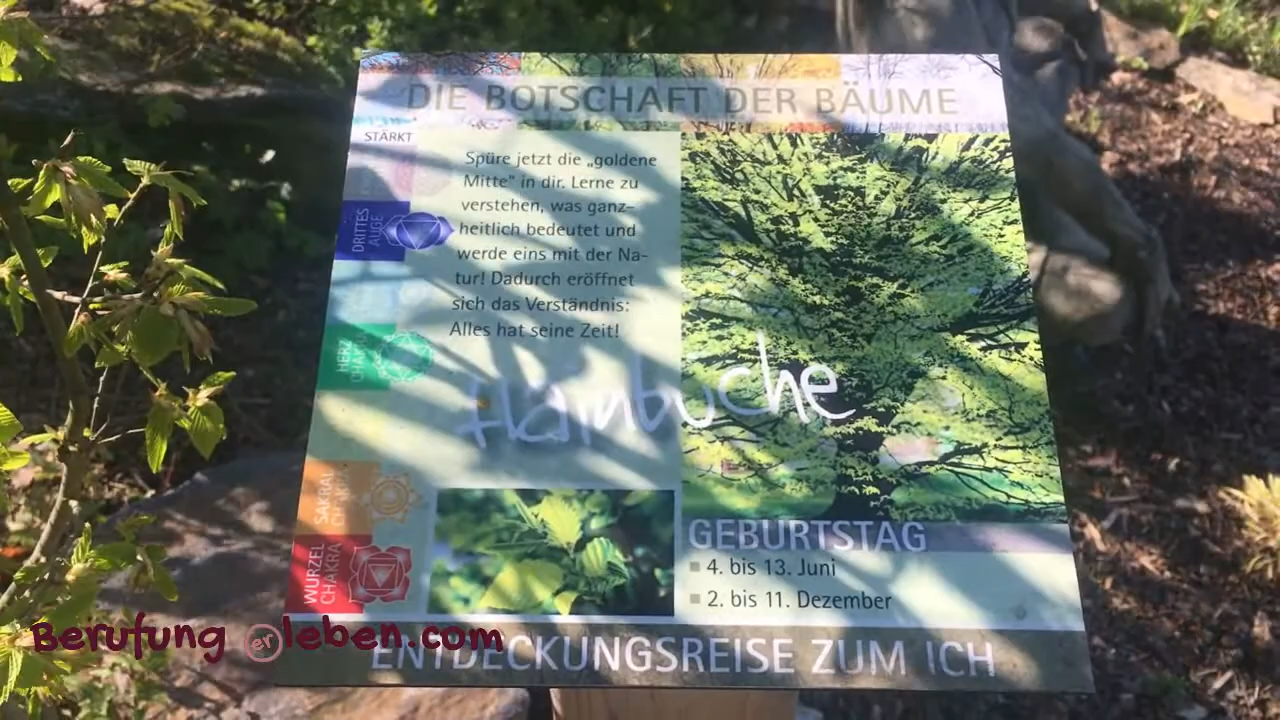 DIE BOTSCHAFT DER BÄUME
STÄRKT
Spüre jetzt die „goldene
Mitte" in dir. Lerne zu
verstehen, was ganz-
heitlich bedeutet und
werde eins mit der Na-
tur! Dadurch eröffnet
sich das Verständnis:
Alles hat seine Zeit!
DRITTES
AUGE
HERZ
CHAKRA
Hainbuche
SAKRAL
CHAKRA
WURZEL
CHAKRA
GEBURTSTAG
4. bis 13. Juni
2. bis 11. Dezember
Berufung erleben.com
ENTDECKUNGSREISE ZUM ICH